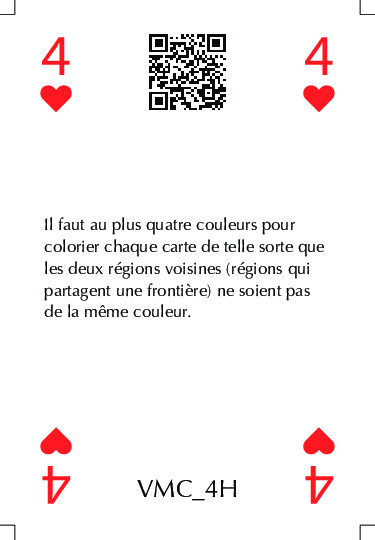 4
4
Il faut au plus quatre couleurs pour
colorier chaque carte de telle sorte que
les deux régions voisines (régions qui
partagent une frontière) ne soient pas
de la même couleur.
4
VMC_4H
4